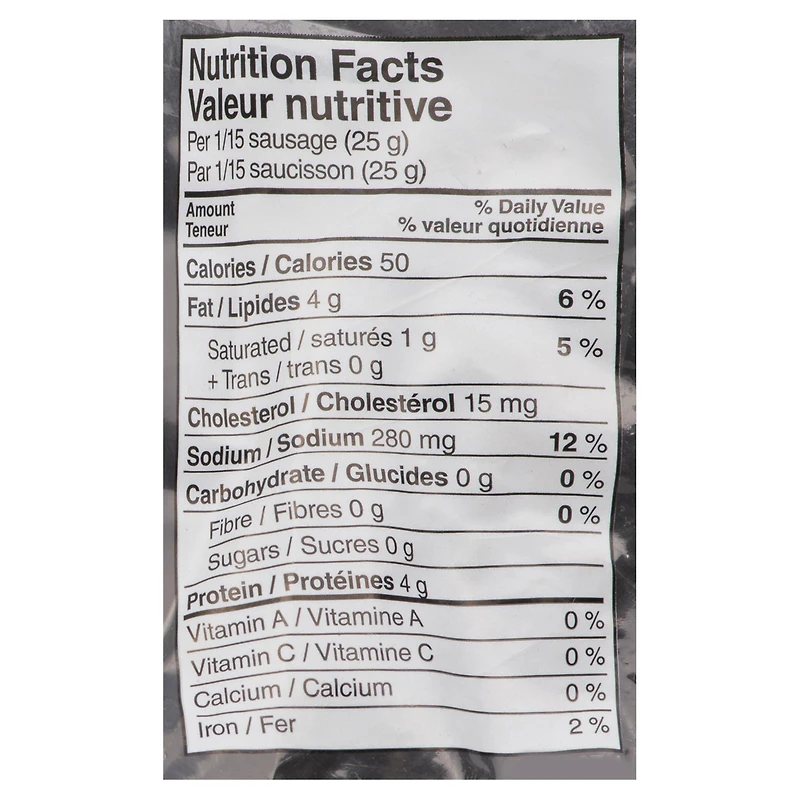 Nutrition Facts
Valeur nutritive
Per 1/15 sausage (25 g)
Par 1/15 saucisson (25 g)
Amount % Daily Value
Teneur % valeur quotidienne
Calories / Calories 50
Fat / Lipides 4 g 6 %
Saturated / saturés 1 g 5 %
+ Trans / trans 0 g
Cholesterol / Cholestérol 15 mg
Sodium / Sodium 280 mg 12 %
Carbohydrate / Glucides 0 g 0 %
Fibre / Fibres 0 g 0 %
Sugars / Sucres 0 g
Protein / Protéines 4 g
Vitamin A / Vitamine A 0 %
Vitamin C / Vitamine C 0 %
Calcium / Calcium 0 %
Iron / Fer 2 %